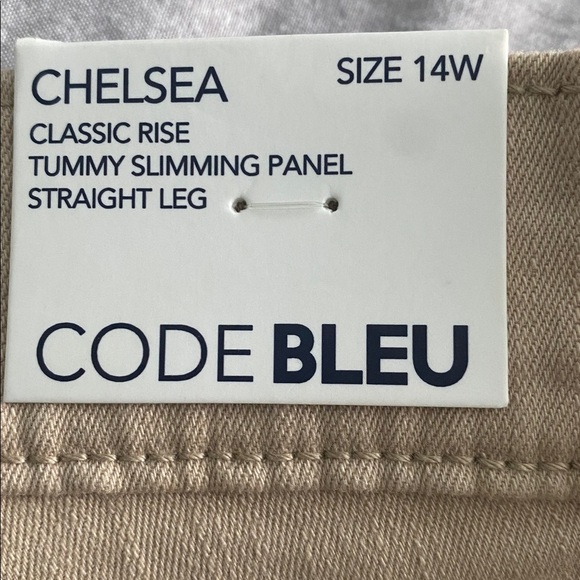 CHELSEA SIZE 14W
CLASSIC RISE
TUMMY SLIMMING PANEL
STRAIGHT LEG
CODE BLEU